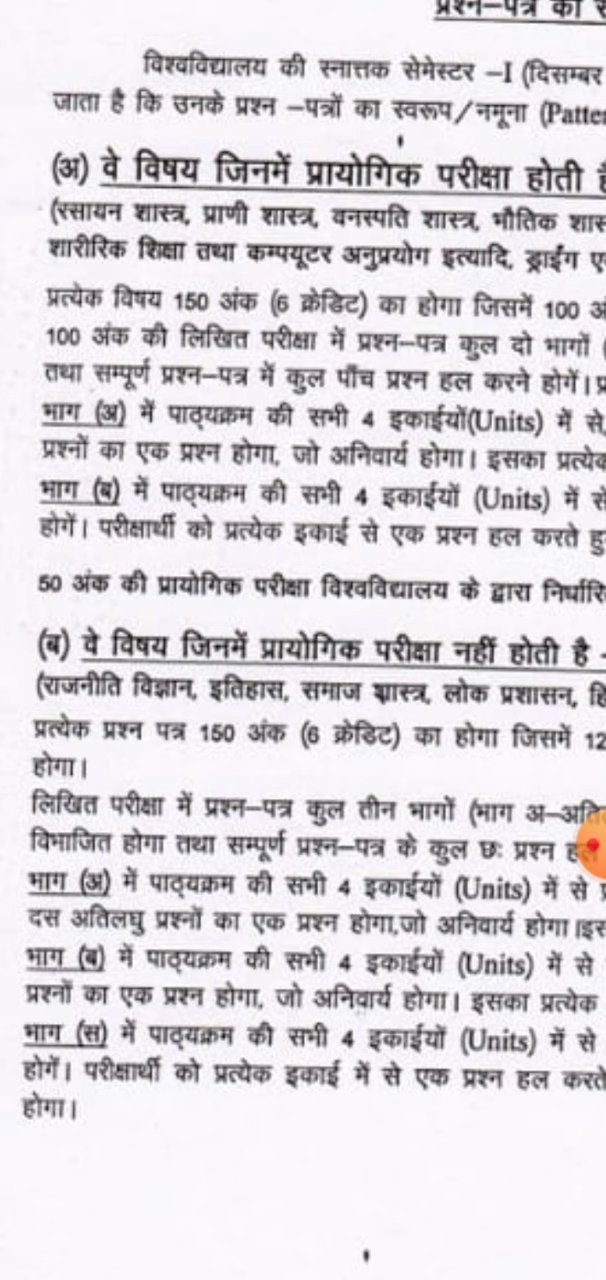 प्रश्न–पत्र का
विश्वविद्यालय की स्नात्तक सेमेस्टर –I (दिसम्बर
जाता है कि उनके प्रश्न –पत्रों का स्वरूप/नमूना (Patter
(अ) वे विषय जिनमें प्रायोगिक परीक्षा होती है
(रसायन शास्त्र, प्राणी शास्त्र, वनस्पति शास्त्र, भौतिक शास
शारीरिक शिक्षा तथा कम्पयूटर अनुप्रयोग इत्यादि, ड्राईंग ए
प्रत्येक विषय 150 अंक (6 क्रेडिट) का होगा जिसमें 100 अं
100 अंक की लिखित परीक्षा में प्रश्न–पत्र कुल दो भागों (
तथा सम्पूर्ण प्रश्न–पत्र में कुल पाँच प्रश्न हल करने होगें। प्र
भाग (अ) में पाठ्यक्रम की सभी 4 इकाईयों(Units) में से
प्रश्नों का एक प्रश्न होगा, जो अनिवार्य होगा। इसका प्रत्येक
भाग (ब) में पाठ्यक्रम की सभी 4 इकाईयों (Units) में से
होगें। परीक्षार्थी को प्रत्येक इकाई से एक प्रश्न हल करते हु
50 अंक की प्रायोगिक परीक्षा विश्वविद्यालय के द्वारा निर्धारि
(ब) वे विषय जिनमें प्रायोगिक परीक्षा नहीं होती है -
(राजनीति विज्ञान, इतिहास, समाज शास्त्र, लोक प्रशासन, हि
प्रत्येक प्रश्न पत्र 150 अंक (6 क्रेडिट) का होगा जिसमें 12
होगा।
लिखित परीक्षा में प्रश्न–पत्र कुल तीन भागों (भाग अ–अति
विभाजित होगा तथा सम्पूर्ण प्रश्न–पत्र के कुल छः प्रश्न हल
भाग (अ) में पाठ्यक्रम की सभी 4 इकाईयों (Units) में से प्र
दस अतिलघु प्रश्नों का एक प्रश्न होगा,जो अनिवार्य होगा।इस
भाग (ब) में पाठ्यक्रम की सभी 4 इकाईयों (Units) में से
प्रश्नों का एक प्रश्न होगा, जो अनिवार्य होगा। इसका प्रत्येक
भाग (स) में पाठ्यक्रम की सभी 4 इकाईयों (Units) में से
होगें। परीक्षार्थी को प्रत्येक इकाई में से एक प्रश्न हल करते
होगा।